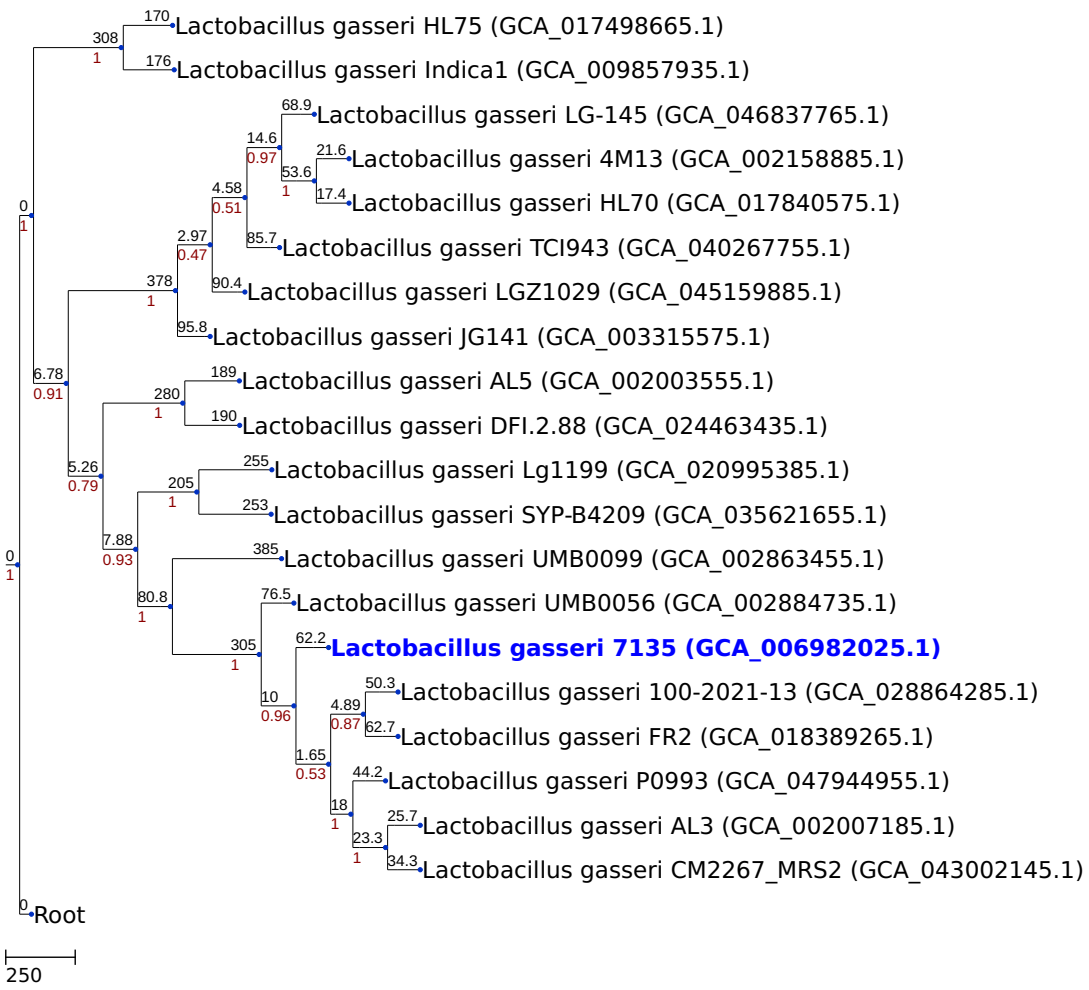 170
Lactobacillus gasseri HL75 (GCA_017498665.1)
308
1
176
Lactobacillus gasseri Indica1 (GCA_009857935.1)
68.9
Lactobacillus gasseri LG-145 (GCA_046837765.1)
14.6
0.97
21.6
Lactobacillus gasseri 4M13 (GCA_002158885.1)
53.6
1
17.4
Lactobacillus gasseri HL70 (GCA_017840575.1)
4.58
0.51
0
1
85.7
Lactobacillus gasseri TCI943 (GCA_040267755.1)
2.97
0.47
90.4
Lactobacillus gasseri LGZ1029 (GCA_045159885.1)
378
1
95.8
Lactobacillus gasseri JG141 (GCA_003315575.1)
6.78
0.91
189
Lactobacillus gasseri AL5 (GCA_002003555.1)
280
1
190
Lactobacillus gasseri DFI.2.88 (GCA_024463435.1)
5.26
0.79
255
Lactobacillus gasseri Lg1199 (GCA_020995385.1)
205
1
253
Lactobacillus gasseri SYP-B4209 (GCA_035621655.1)
7.88
0.93
0
1
385
Lactobacillus gasseri UMB0099 (GCA_002863455.1)
80.8
1
76.5
Lactobacillus gasseri UMB0056 (GCA_002884735.1)
305
1
62.2
Lactobacillus gasseri 7135 (GCA_006982025.1)
10
0.96
50.3
Lactobacillus gasseri 100-2021-13 (GCA_028864285.1)
4.89
0.87
62.7
Lactobacillus gasseri FR2 (GCA_018389265.1)
1.65
0.53
44.2
Lactobacillus gasseri P0993 (GCA_047944955.1)
18
1
25.7
Lactobacillus gasseri AL3 (GCA_002007185.1)
23.3
1
34.3
Lactobacillus gasseri CM2267_MRS2 (GCA_043002145.1)
0
Root
250